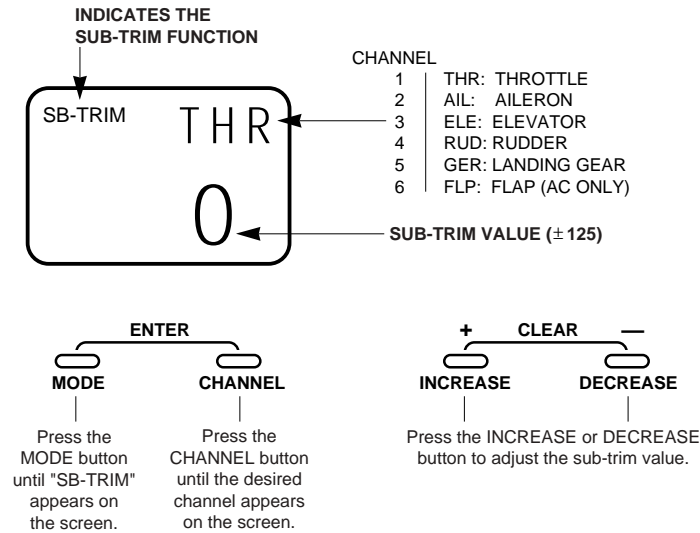 INDICATES THE
SUB-TRIM FUNCTION
CHANNEL
1 THR: THROTTLE
2 AIL: AILERON
3 ELE: ELEVATOR
4 RUD: RUDDER
5 GER: LANDING GEAR
6 FLP: FLAP (AC ONLY)
SB-TRIM THR
0
SUB-TRIM VALUE (±125)
ENTER
MODE CHANNEL
Press the
MODE button
until "SB-TRIM"
appears on
the screen.
Press the
CHANNEL button
until the desired
channel appears
on the screen.
+ CLEAR —
INCREASE DECREASE
Press the INCREASE or DECREASE
button to adjust the sub-trim value.